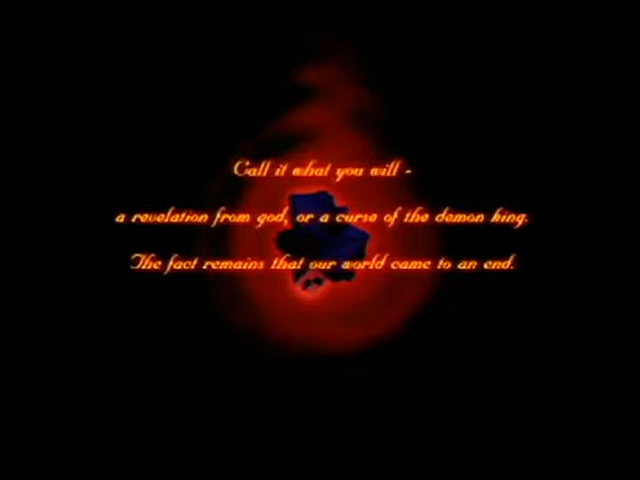 Call it what you will -
a revelation from god, or a curse of the demon king.
The fact remains that our world came to an end.